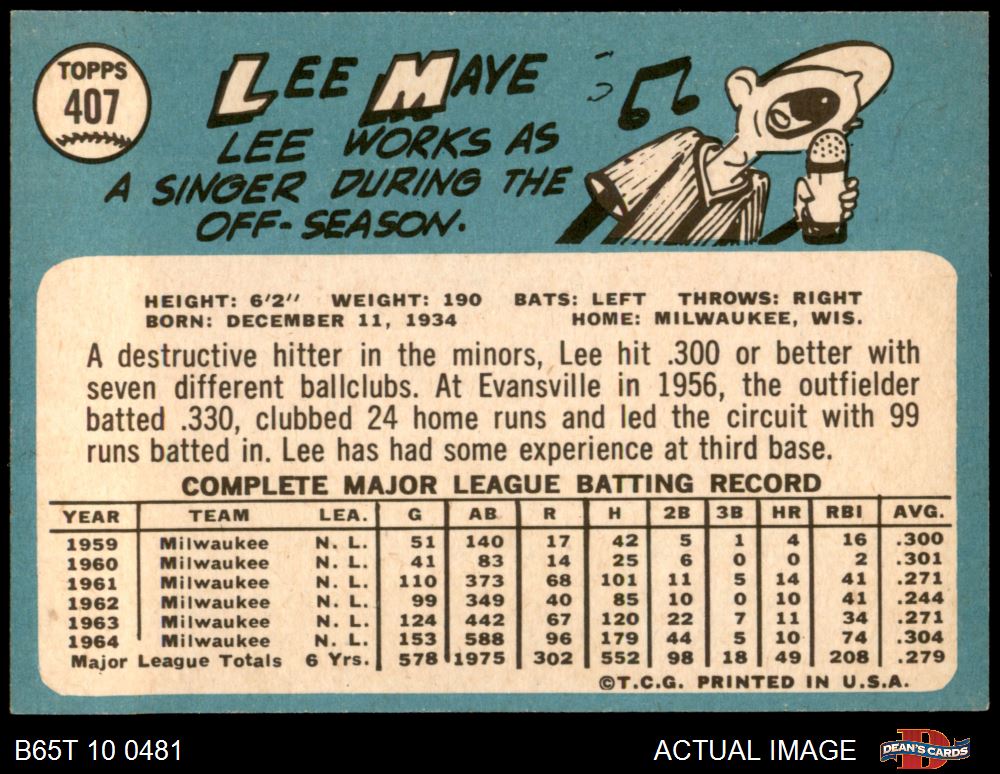 TOPPS
407
LEE MAYE
LEE WORKS AS
A SINGER DURING THE
OFF-SEASON.
HEIGHT: 6'2" WEIGHT: 190 BATS: LEFT THROWS: RIGHT
BORN: DECEMBER 11, 1934 HOME: MILWAUKEE, WIS.
A destructive hitter in the minors, Lee hit .300 or better with
seven different ballclubs. At Evansville in 1956, the outfielder
batted .330, clubbed 24 home runs and led the circuit with 99
runs batted in. Lee has had some experience at third base.
COMPLETE MAJOR LEAGUE BATTING RECORD
YEAR TEAM LEA. G AB R H 2B 3B HR RBI AVG.
1959 Milwaukee N. L. 51 140 17 42 5 1 4 16 .300
1960 Milwaukee N. L. 41 83 14 25 6 0 0 2 .301
1961 Milwaukee N. L. 110 373 68 101 11 5 14 41 .271
1962 Milwaukee N. L. 99 349 40 85 10 0 10 41 .244
1963 Milwaukee N. L. 124 442 67 120 22 7 11 34 .271
1964 Milwaukee N. L. 153 588 96 179 44 5 10 74 .304
Major League Totals 6 Yrs. 578 1975 302 552 98 18 49 208 .279
©T.C.G. PRINTED IN U.S.A.
B65T 10 0481 ACTUAL IMAGE DEAN'S CARDS